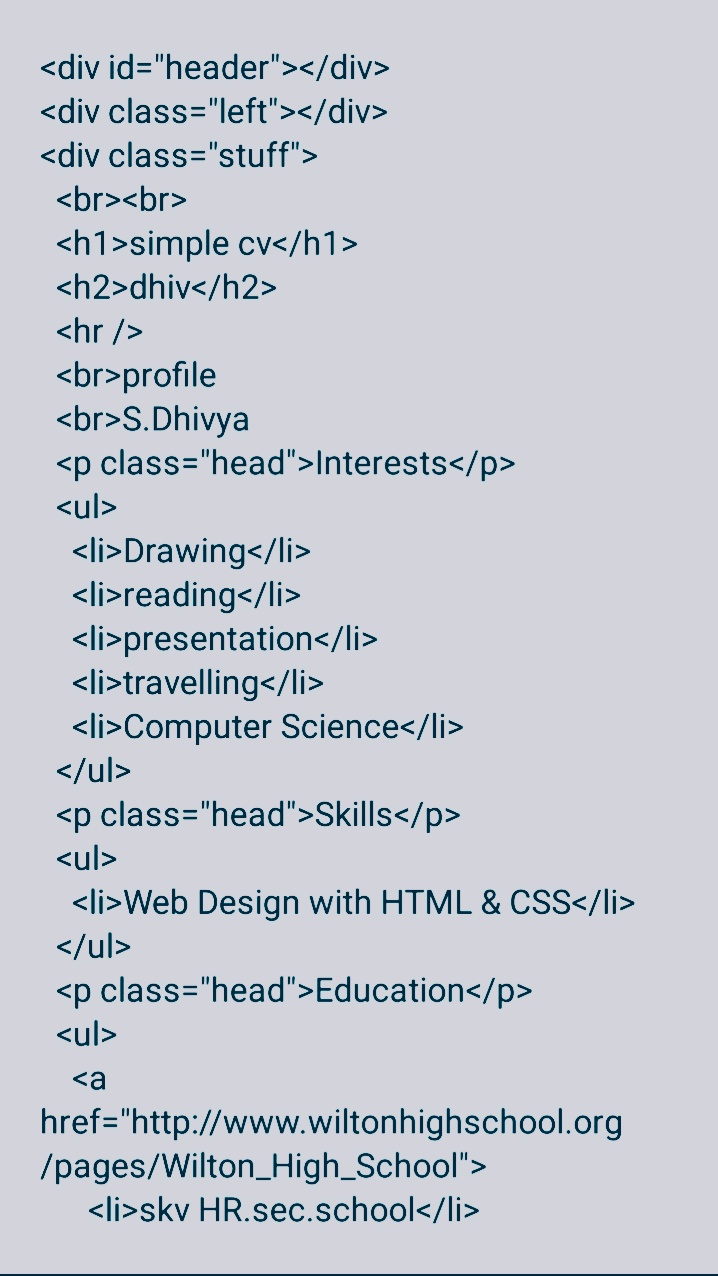 <div id="header"></div>
<div class="left"></div>
<div class="stuff">
<br><br>
<h1>simple cv</h1>
<h2>dhiv</h2>
<hr />
<br>profile
<br>S.Dhivya
<p class="head">Interests</p>
<ul>
<li>Drawing</li>
<li>reading</li>
<li>presentation</li>
<li>travelling</li>
<li>Computer Science</li>
</ul>
<p class="head">Skills</p>
<ul>
<li>Web Design with HTML & CSS</li>
</ul>
<p class="head">Education</p>
<ul>
<a
href="http://www.wiltonhighschool.org
/pages/Wilton_High_School">
<li>skv HR.sec.school</li>